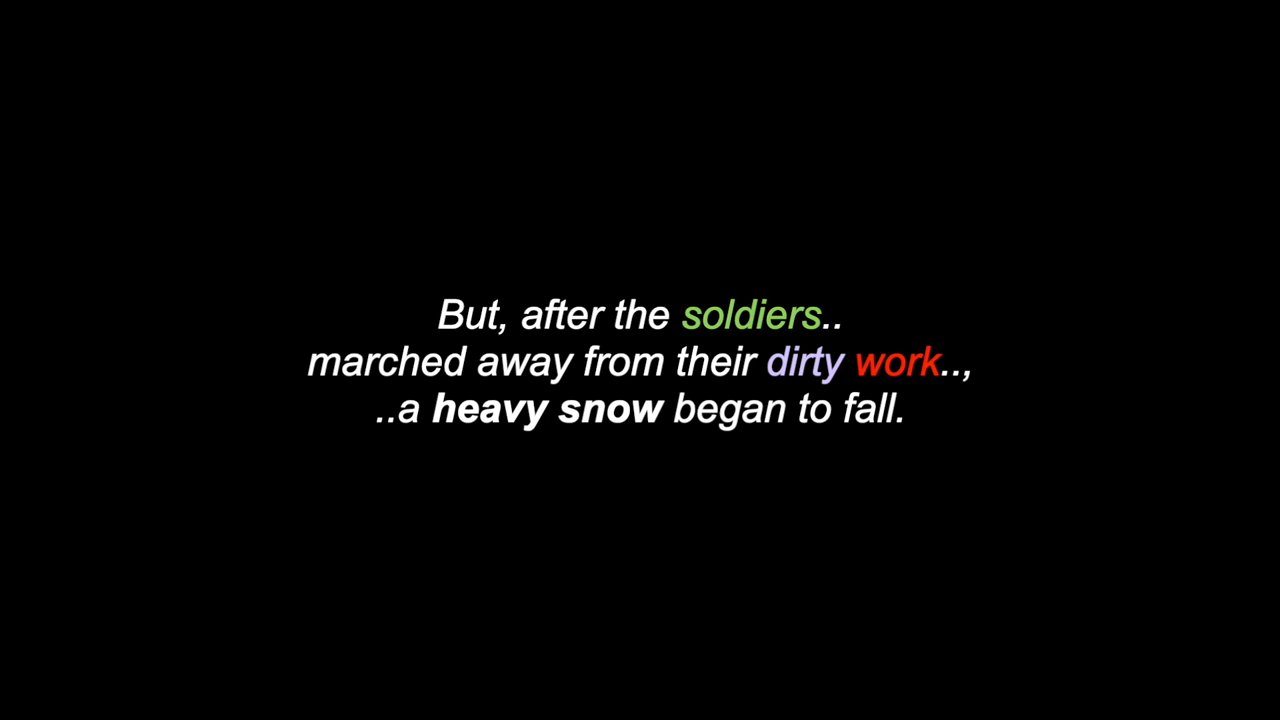 But, after the soldiers..
marched away from their dirty work..,
..a heavy snow began to fall.